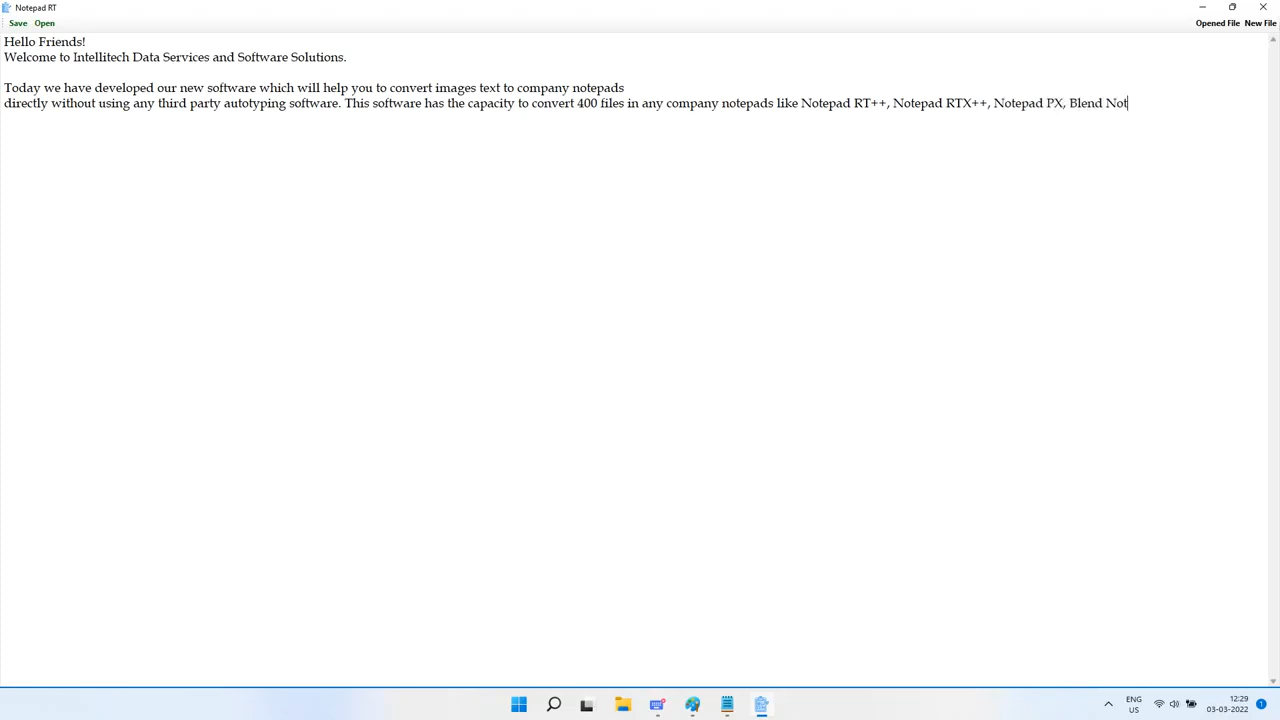 Notepad RT
Save Open Opened File New File
Hello Friends!
Welcome to Intellitech Data Services and Software Solutions.
Today we have developed our new software which will help you to convert images text to company notepads
directly without using any third party autotyping software. This software has the capacity to convert 400 files in any company notepads like Notepad RT++, Notepad RTX++, Notepad PX, Blend Not
ENG
US
12:29
03-03-2022
1